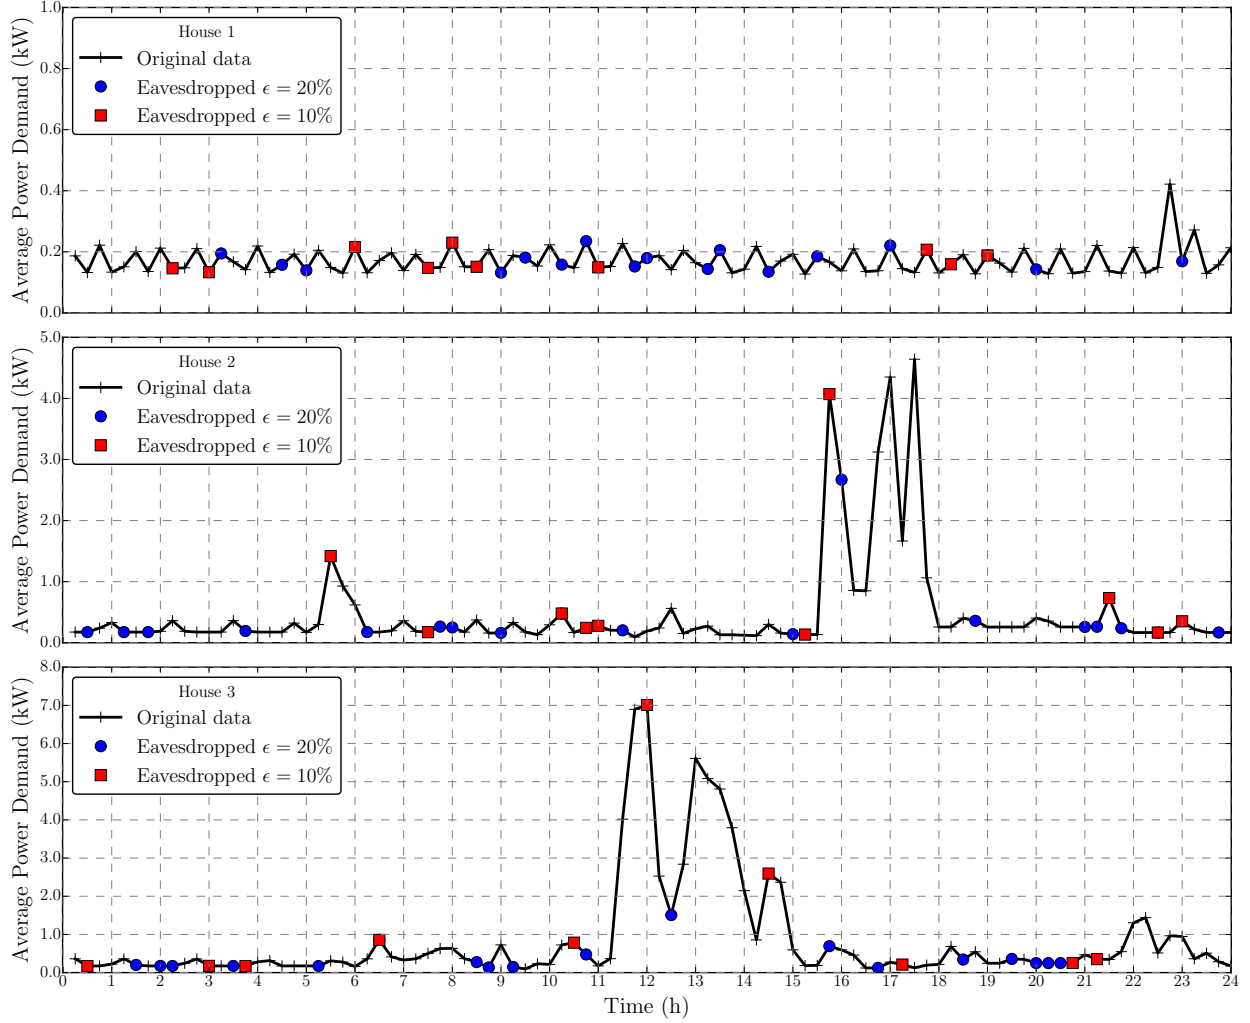 Average Power Demand (kW)
1.0
0.8
0.6
0.4
0.2
0.0
House 1
Original data
Eavesdropped ϵ = 20%
Eavesdropped ϵ = 10%
Average Power Demand (kW)
5.0
4.0
3.0
2.0
1.0
0.0
House 2
Original data
Eavesdropped ϵ = 20%
Eavesdropped ϵ = 10%
Average Power Demand (kW)
8.0
7.0
6.0
5.0
4.0
3.0
2.0
1.0
0.0
House 3
Original data
Eavesdropped ϵ = 20%
Eavesdropped ϵ = 10%
0 1 2 3 4 5 6 7 8 9 10 11 12 13 14 15 16 17 18 19 20 21 22 23 24
Time (h)